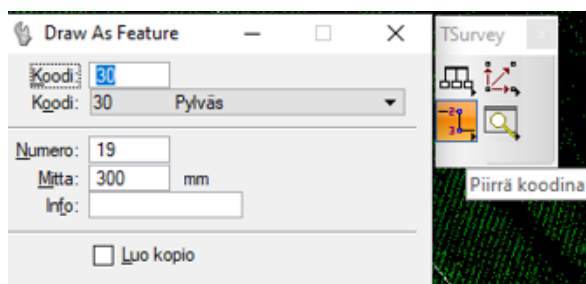 Draw As Feature
Koodi: 30
Koodi: 30 Pylväs
Numero: 19
Mitta: 300 mm
Info:
Luo kopio
TSurvey
Piirrä koodina